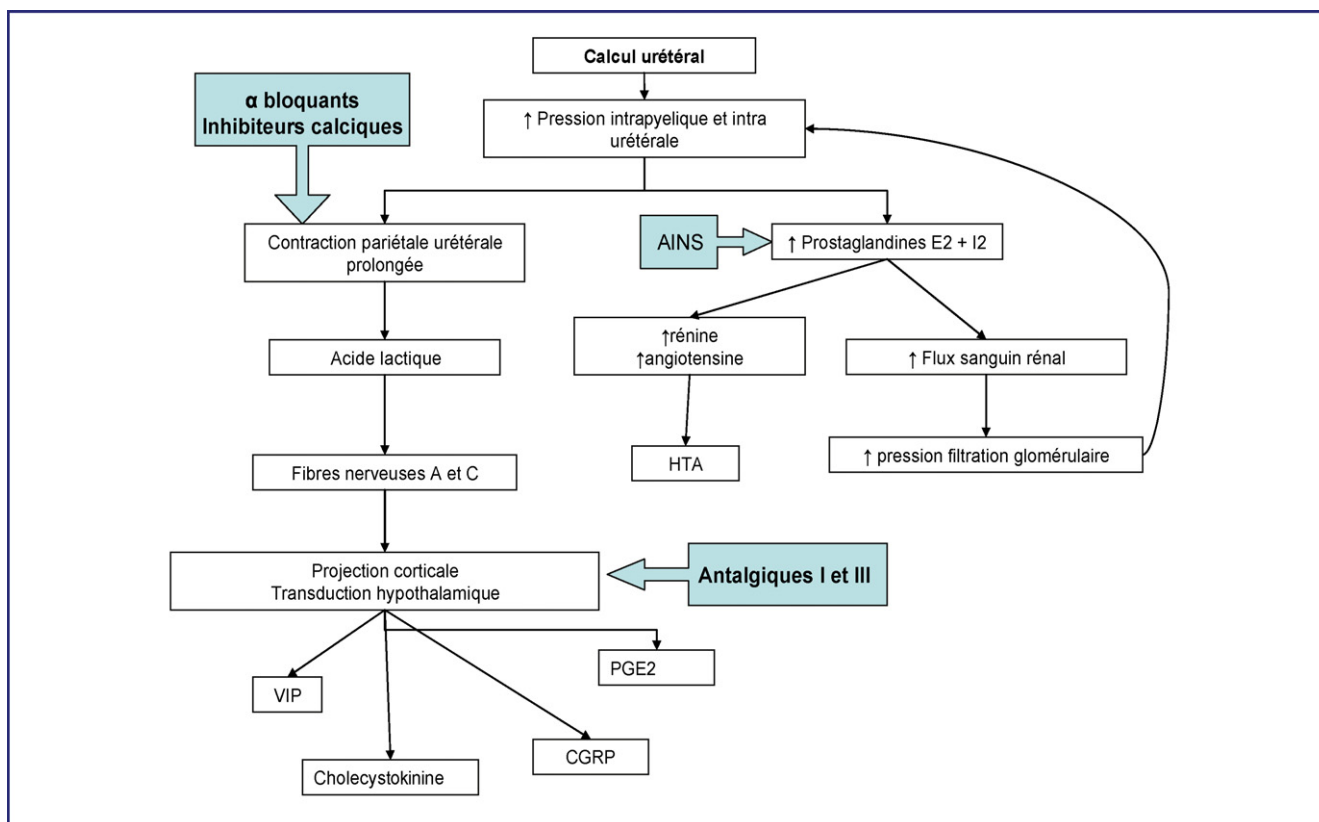 Calcul urétéral
α bloquants
Inhibiteurs calciques
↑ Pression intrapyelique et intra
urétérale
Contraction pariétale urétérale
prolongée
AINS
↑ Prostaglandines E2 + I2
Acide lactique
↑rénine
↑angiotensine
↑ Flux sanguin rénal
Fibres nerveuses A et C
HTA
↑ pression filtration glomérulaire
Projection corticale
Transduction hypothalamique
Antalgiques I et III
VIP
PGE2
Cholecystokinine
CGRP